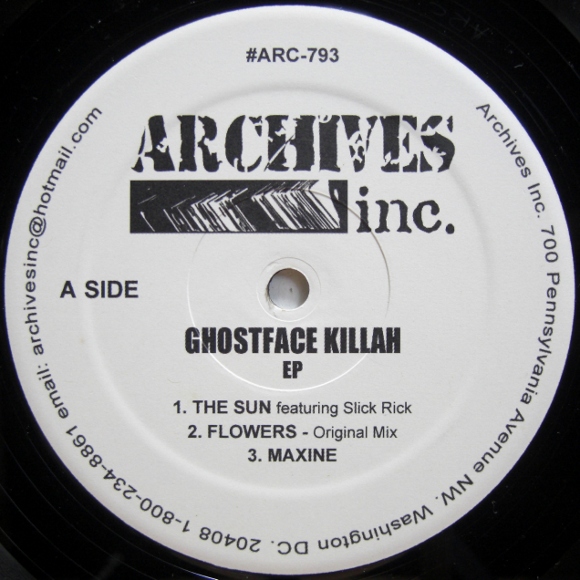 #ARC-793
ARCHIVES
inc.
A SIDE
GHOSTFACE KILLAH
EP
1. THE SUN featuring Slick Rick
2. FLOWERS - Original Mix
3. MAXINE
Archives Inc. 700 Pennsylvania Avenue NW. Washington DC. 20408 1-800-234-8861 email: archivesinc@hotmail.com